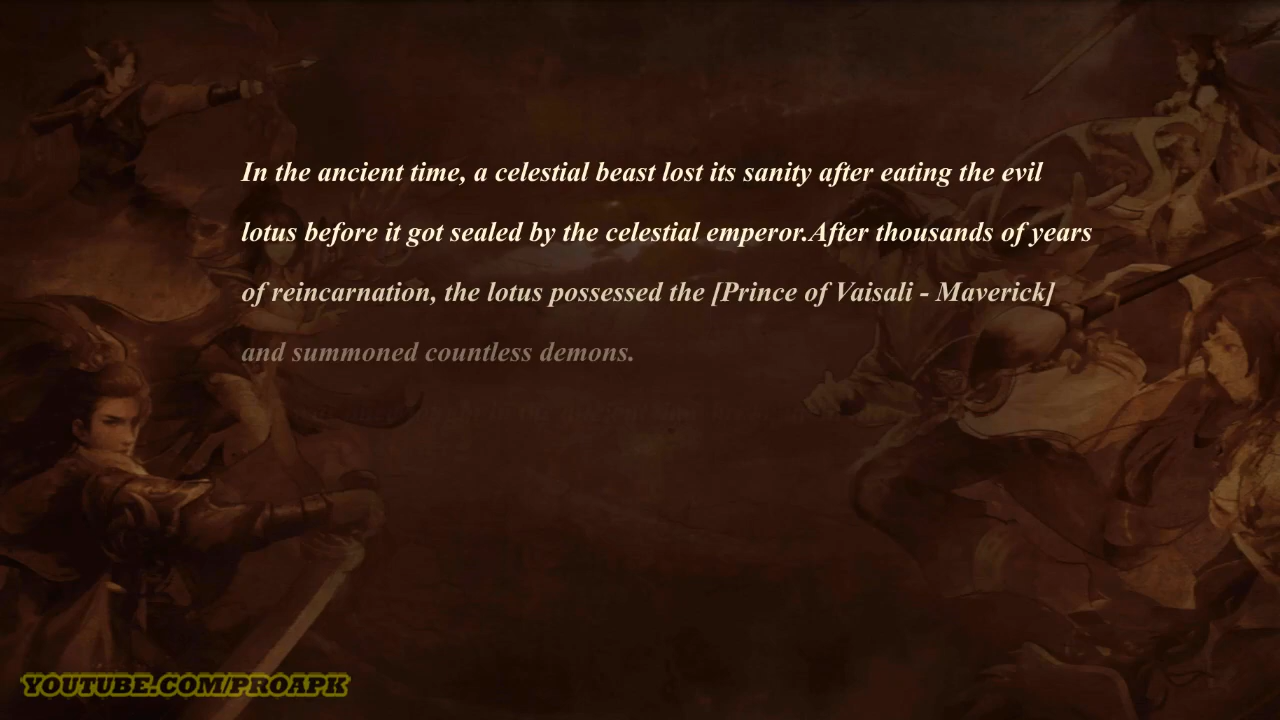 In the ancient time, a celestial beast lost its sanity after eating the evil
lotus before it got sealed by the celestial emperor.After thousands of years
of reincarnation, the lotus possessed the [Prince of Vaisali - Maverick]
and summoned countless demons.
YOUTUBE.COM/PROAPK